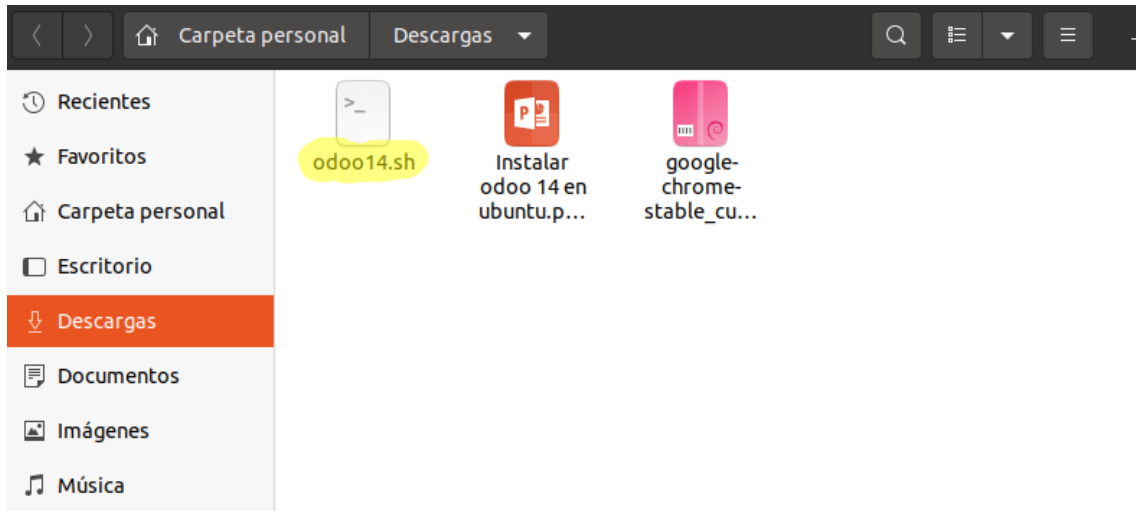 Carpeta personal
Descargas
Recientes
Favoritos
Carpeta personal
Escritorio
Descargas
Documentos
Imágenes
Música
>_
odoo14.sh
P
Instalar
odoo 14 en
ubuntu.p...
google-
chrome-
stable_cu...